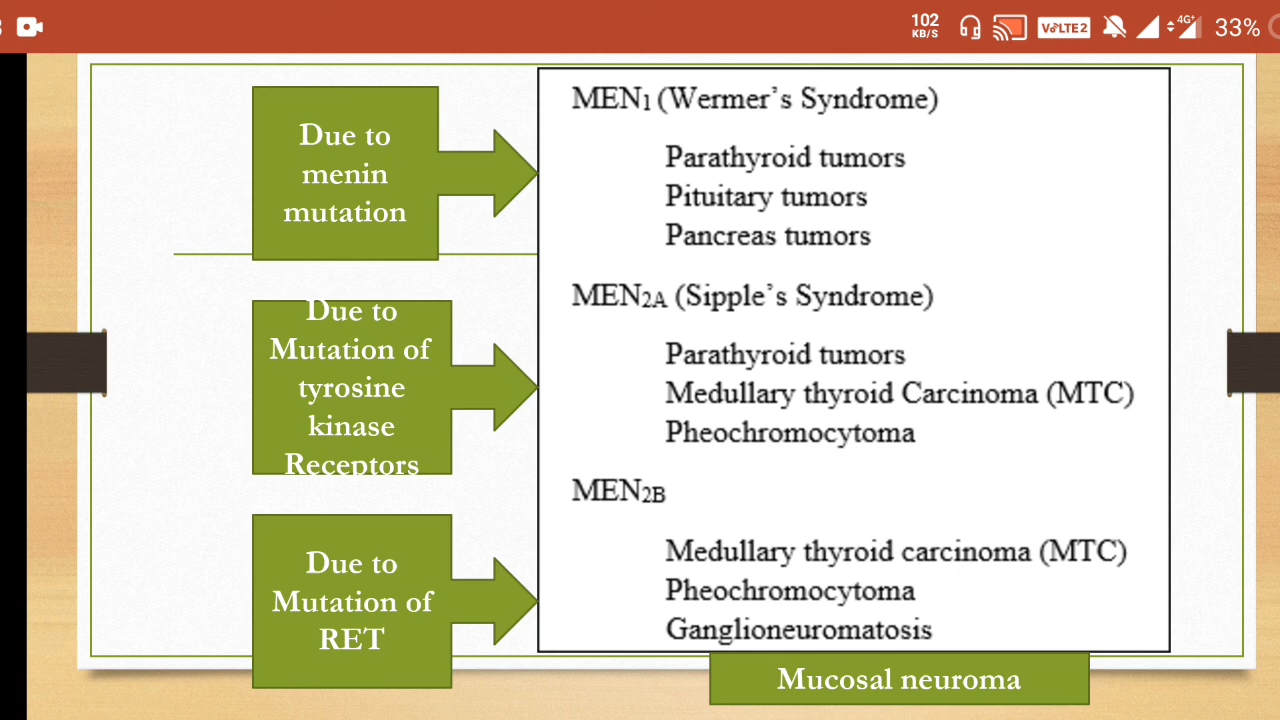 102
KB/S
VoLTE2
4G+
33%
Due to
menin
mutation
MEN1 (Wermer's Syndrome)
Parathyroid tumors
Pituitary tumors
Pancreas tumors
Due to
Mutation of
tyrosine
kinase
Receptors
MEN2A (Sipple's Syndrome)
Parathyroid tumors
Medullary thyroid Carcinoma (MTC)
Pheochromocytoma
Due to
Mutation of
RET
MEN2B
Medullary thyroid carcinoma (MTC)
Pheochromocytoma
Ganglioneuromatosis
Mucosal neuroma